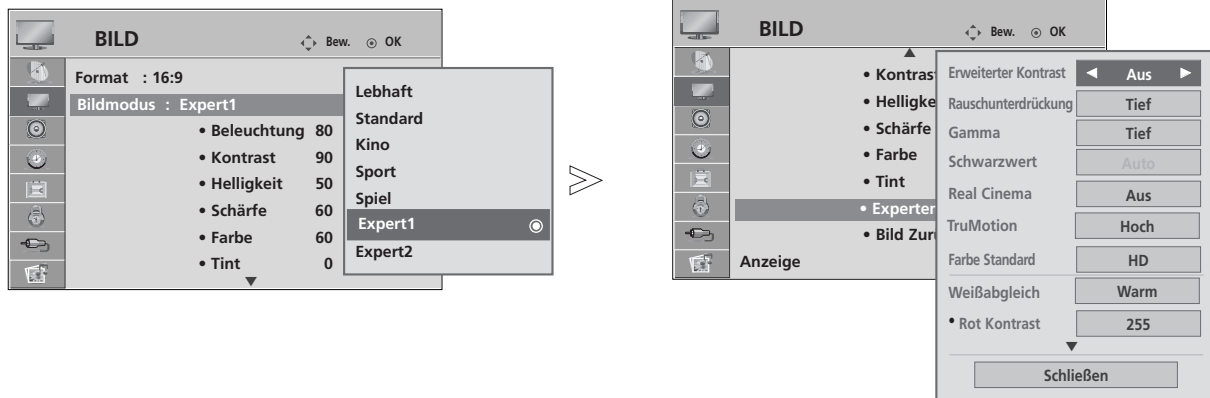 BILD
Bew. OK
Format : 16:9
Bildmodus : Expert1
• Beleuchtung 80
• Kontrast 90
• Helligkeit 50
• Schärfe 60
• Farbe 60
• Tint 0
Lebhaft
Standard
Kino
Sport
Spiel
Expert1
Expert2
BILD
Bew. OK
• Kontras
• Helligke
• Schärfe
• Farbe
• Tint
• Experten
• Bild Zur
Anzeige
Erweiterter Kontrast Aus
Rauschunterdrückung Tief
Gamma Tief
Schwarzwert Auto
Real Cinema Aus
TruMotion Hoch
Farbe Standard HD
Weißabgleich Warm
• Rot Kontrast 255
Schließen